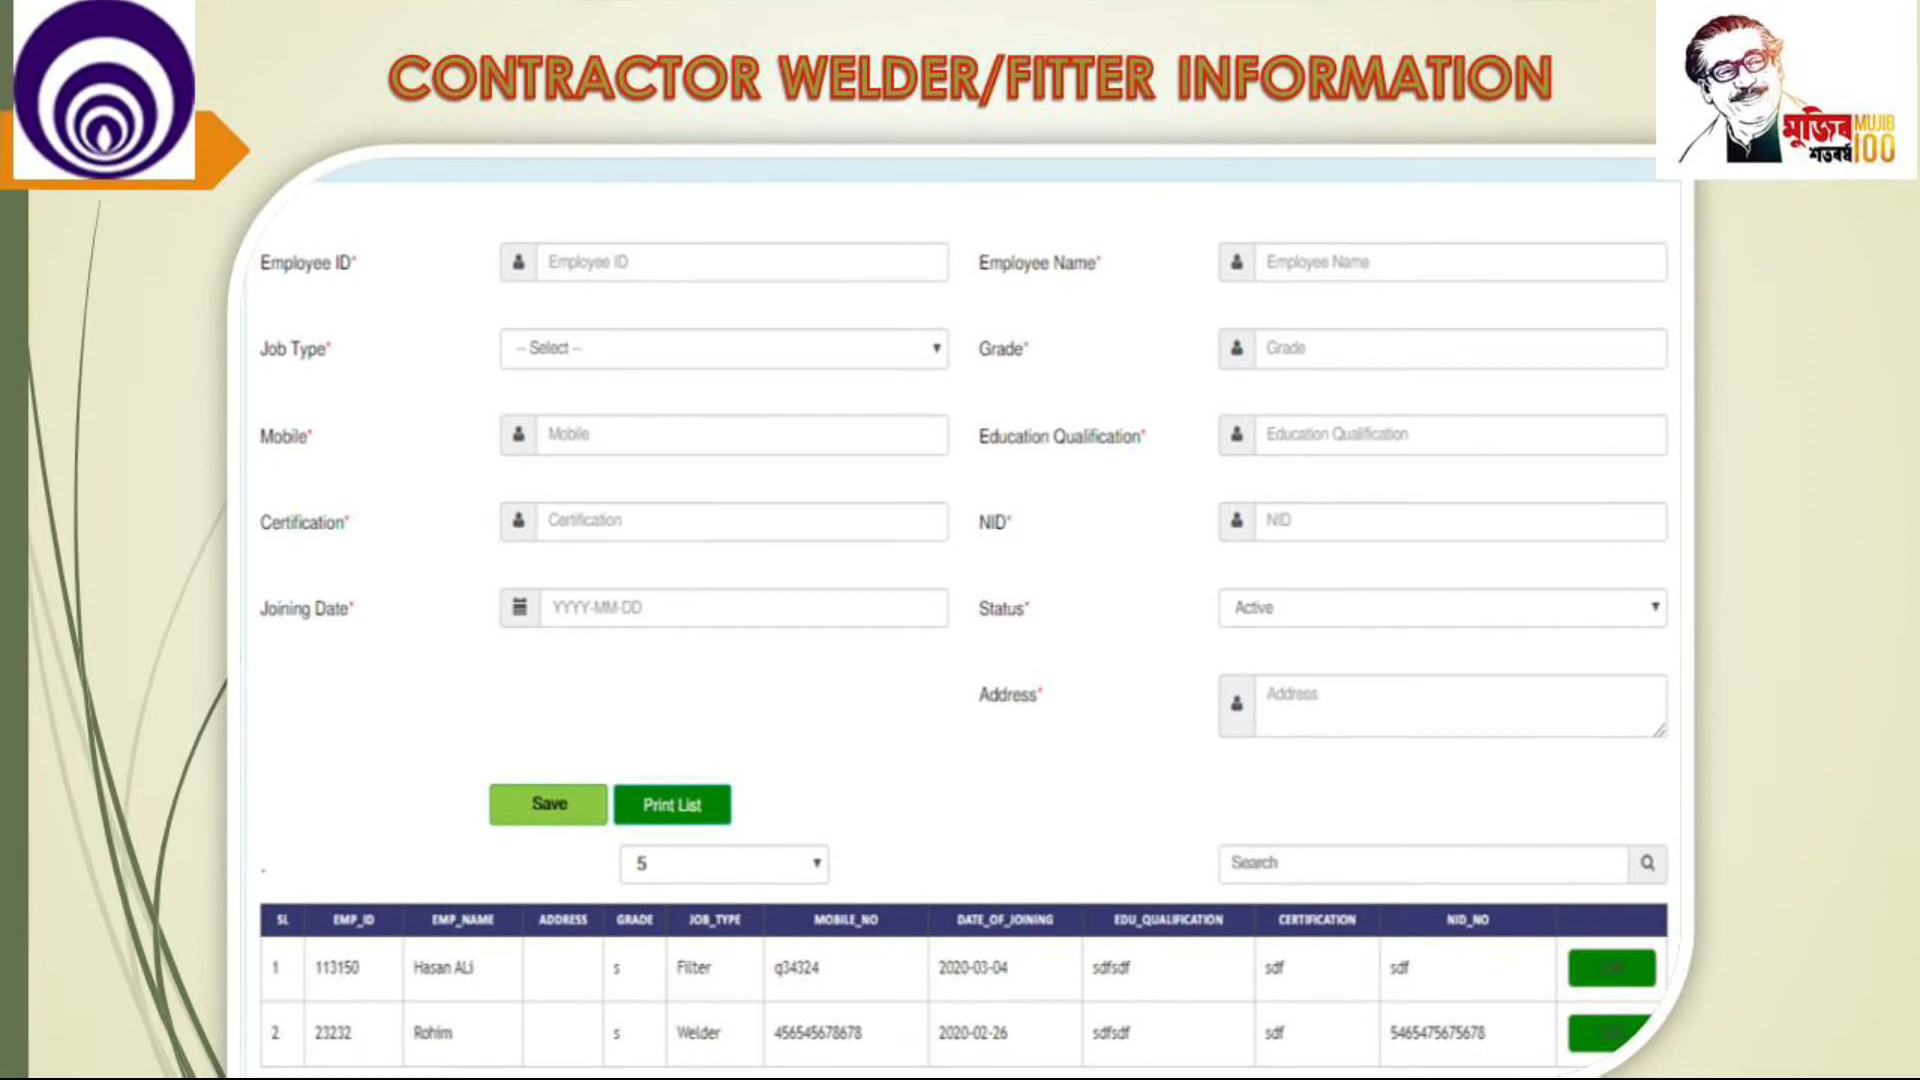 CONTRACTOR WELDER/FITTER INFORMATION
মুজিব MUJIB
শতবর্ষ 100
Employee ID* Employee ID Employee Name* Employee Name
Job Type* -- Select -- Grade* Grade
Mobile* Mobile Education Qualification* Education Qualification
Certification* Certification NID* NID
Joining Date* YYYY-MM-DD Status* Active
Address* Address
Save Print List
5 Search
SL EMP_ID EMP_NAME ADDRESS GRADE JOB_TYPE MOBILE_NO DATE_OF_JOINING EDU_QUALIFICATION CERTIFICATION NID_NO
1 113150 Hasan ALi s Filter q34324 2020-03-04 sdfsdf sdf sdf
2 23232 Rohim s Welder 456545678678 2020-02-26 sdfsdf sdf 5465475675678